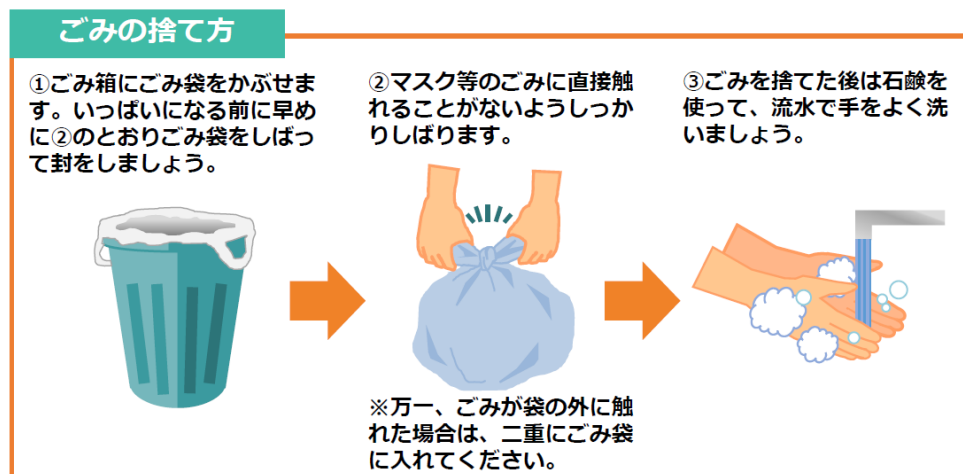 ごみの捨て方
①ごみ箱にごみ袋をかぶせま
す。いっぱいになる前に早め
に②のとおりごみ袋をしばっ
て封をしましょう。
②マスク等のごみに直接触
れることがないようしっか
りしばります。
※万一、ごみが袋の外に触
れた場合は、二重にごみ袋
に入れてください。
③ごみを捨てた後は石鹸を
使って、流水で手をよく洗
いましょう。